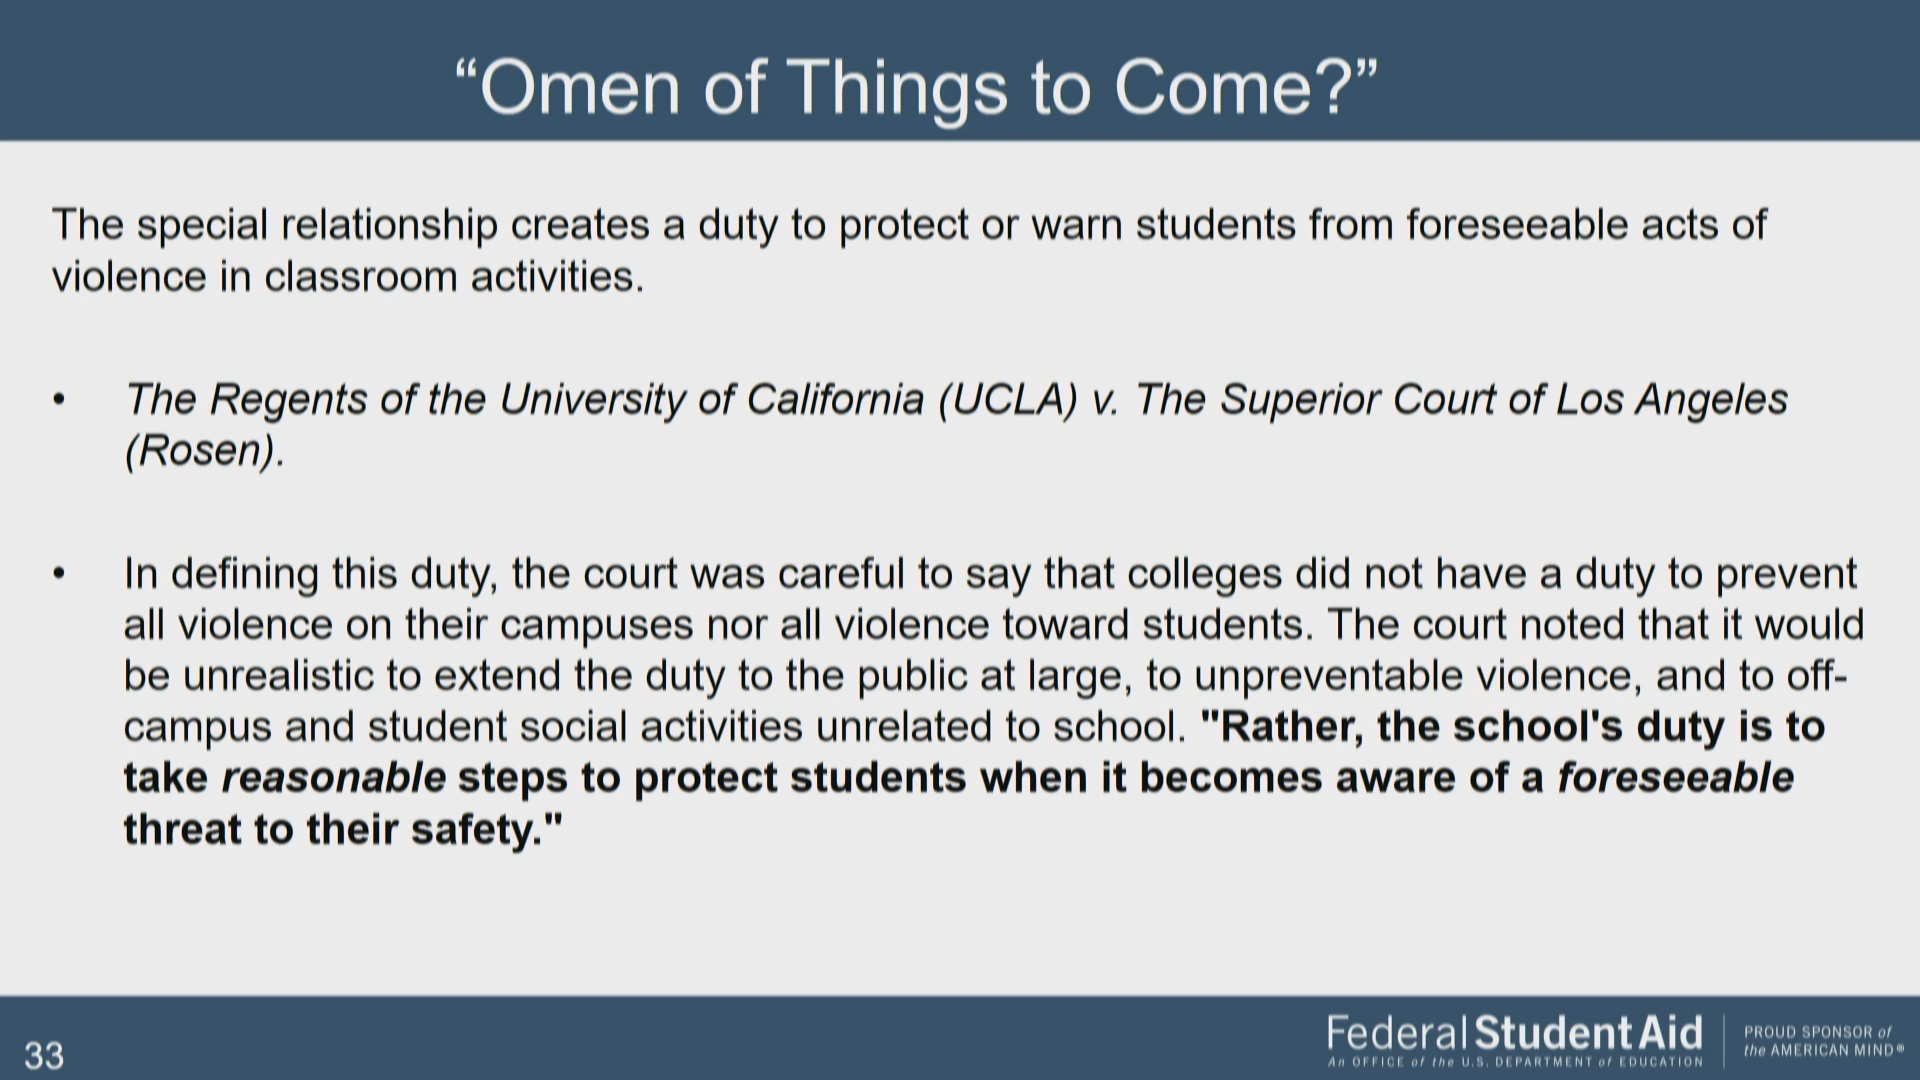 “Omen of Things to Come?”
The special relationship creates a duty to protect or warn students from foreseeable acts of
violence in classroom activities.
• The Regents of the University of California (UCLA) v. The Superior Court of Los Angeles
(Rosen).
• In defining this duty, the court was careful to say that colleges did not have a duty to prevent
all violence on their campuses nor all violence toward students. The court noted that it would
be unrealistic to extend the duty to the public at large, to unpreventable violence, and to off-
campus and student social activities unrelated to school. "Rather, the school's duty is to
take reasonable steps to protect students when it becomes aware of a foreseeable
threat to their safety."
33
Federal Student Aid
An OFFICE of the U.S. DEPARTMENT of EDUCATION
PROUD SPONSOR of
the AMERICAN MIND®